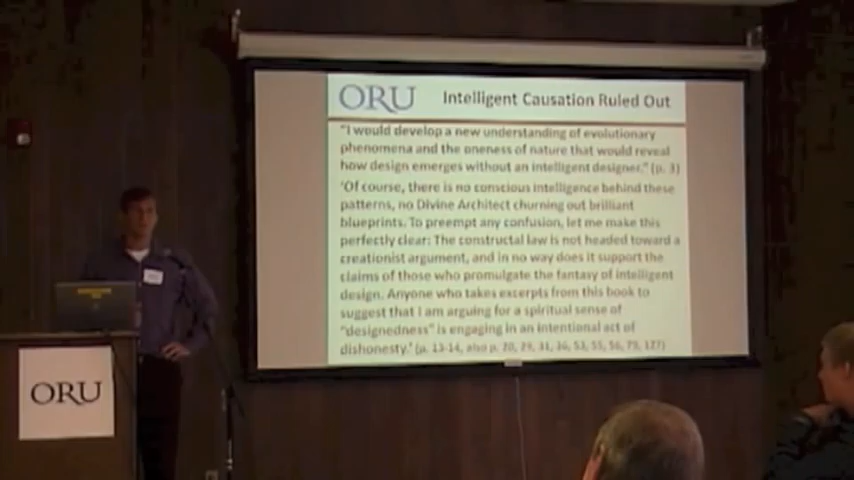 ORU Intelligent Causation Ruled Out
"I would develop a new understanding of evolutionary
phenomena and the oneness of nature that would reveal
how design emerges without an intelligent designer." (p. 3)
'Of course, there is no conscious intelligence behind these
patterns, no Divine Architect churning out brilliant
blueprints. To preempt any confusion, let me make this
perfectly clear: The constructal law is not headed toward a
creationist argument, and in no way does it support the
claims of those who promulgate the fantasy of intelligent
design. Anyone who takes excerpts from this book to
suggest that I am arguing for a spiritual sense of
"designedness" is engaging in an intentional act of
dishonesty.' (p. 13-14, also p. 20, 29, 31, 36, 53, 55, 56, 79, 127)
ORU